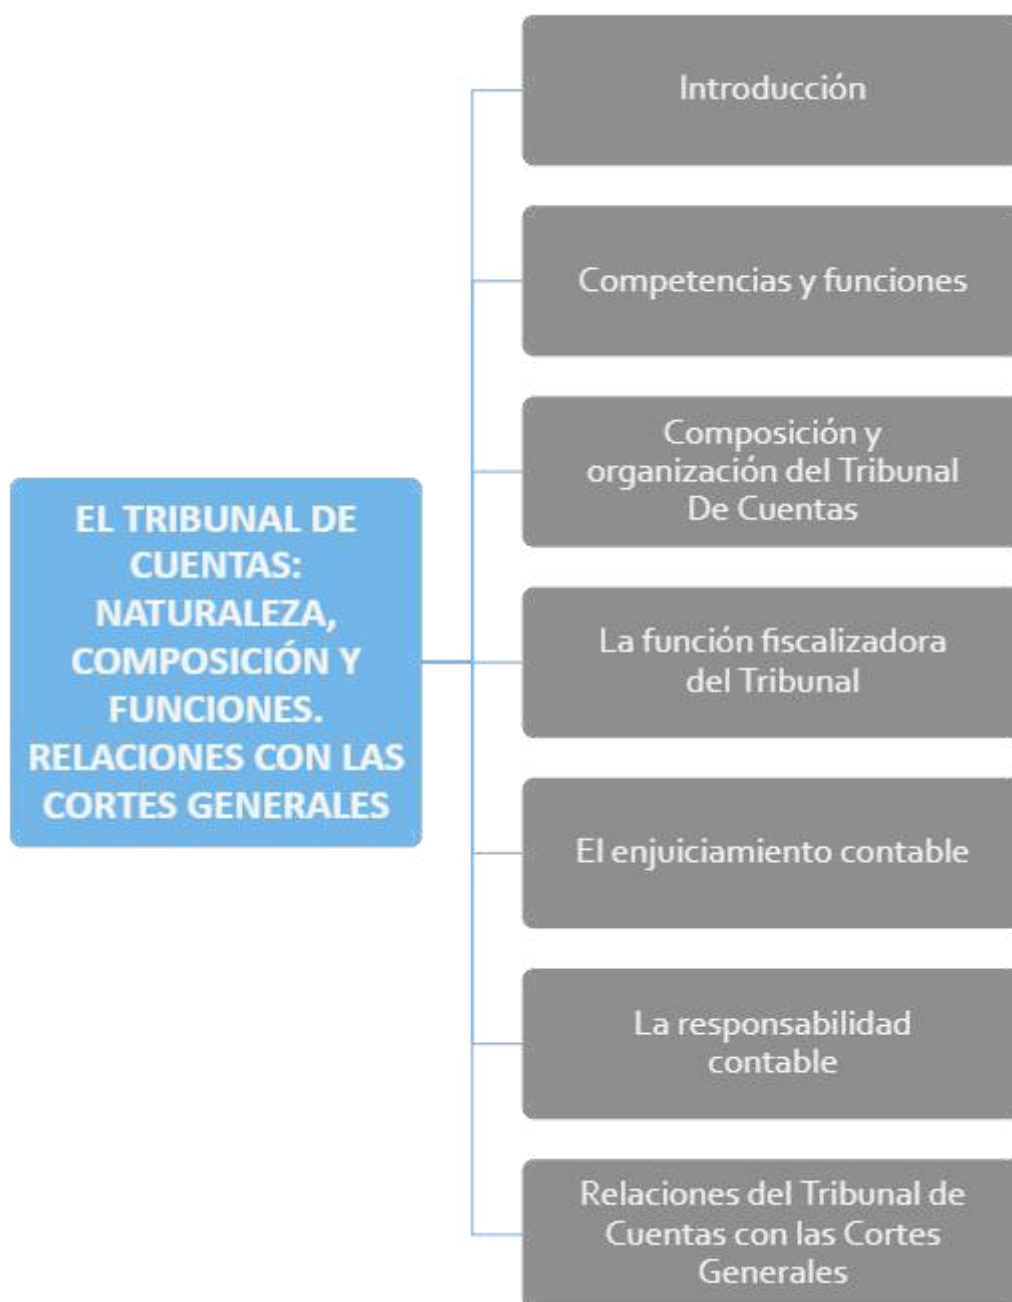 EL TRIBUNAL DE
CUENTAS:
NATURALEZA,
COMPOSICIÓN Y
FUNCIONES.
RELACIONES CON LAS
CORTES GENERALES
Introducción
Competencias y funciones
Composición y
organización del Tribunal
De Cuentas
La función fiscalizadora
del Tribunal
El enjuiciamiento contable
La responsabilidad
contable
Relaciones del Tribunal de
Cuentas con las Cortes
Generales